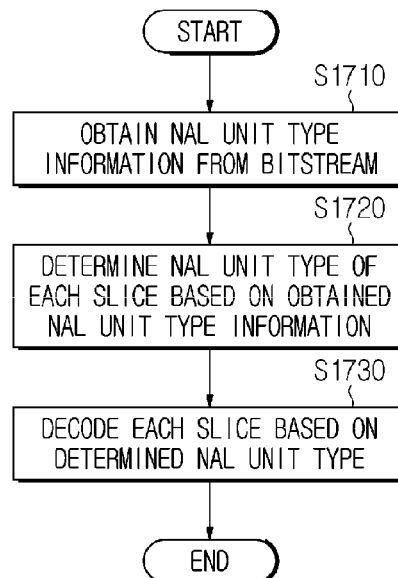 START
S1710
OBTAIN NAL UNIT TYPE
INFORMATION FROM BITSTREAM
S1720
DETERMINE NAL UNIT TYPE OF
EACH SLICE BASED ON OBTAINED
NAL UNIT TYPE INFORMATION
S1730
DECODE EACH SLICE BASED ON
DETERMINED NAL UNIT TYPE
END